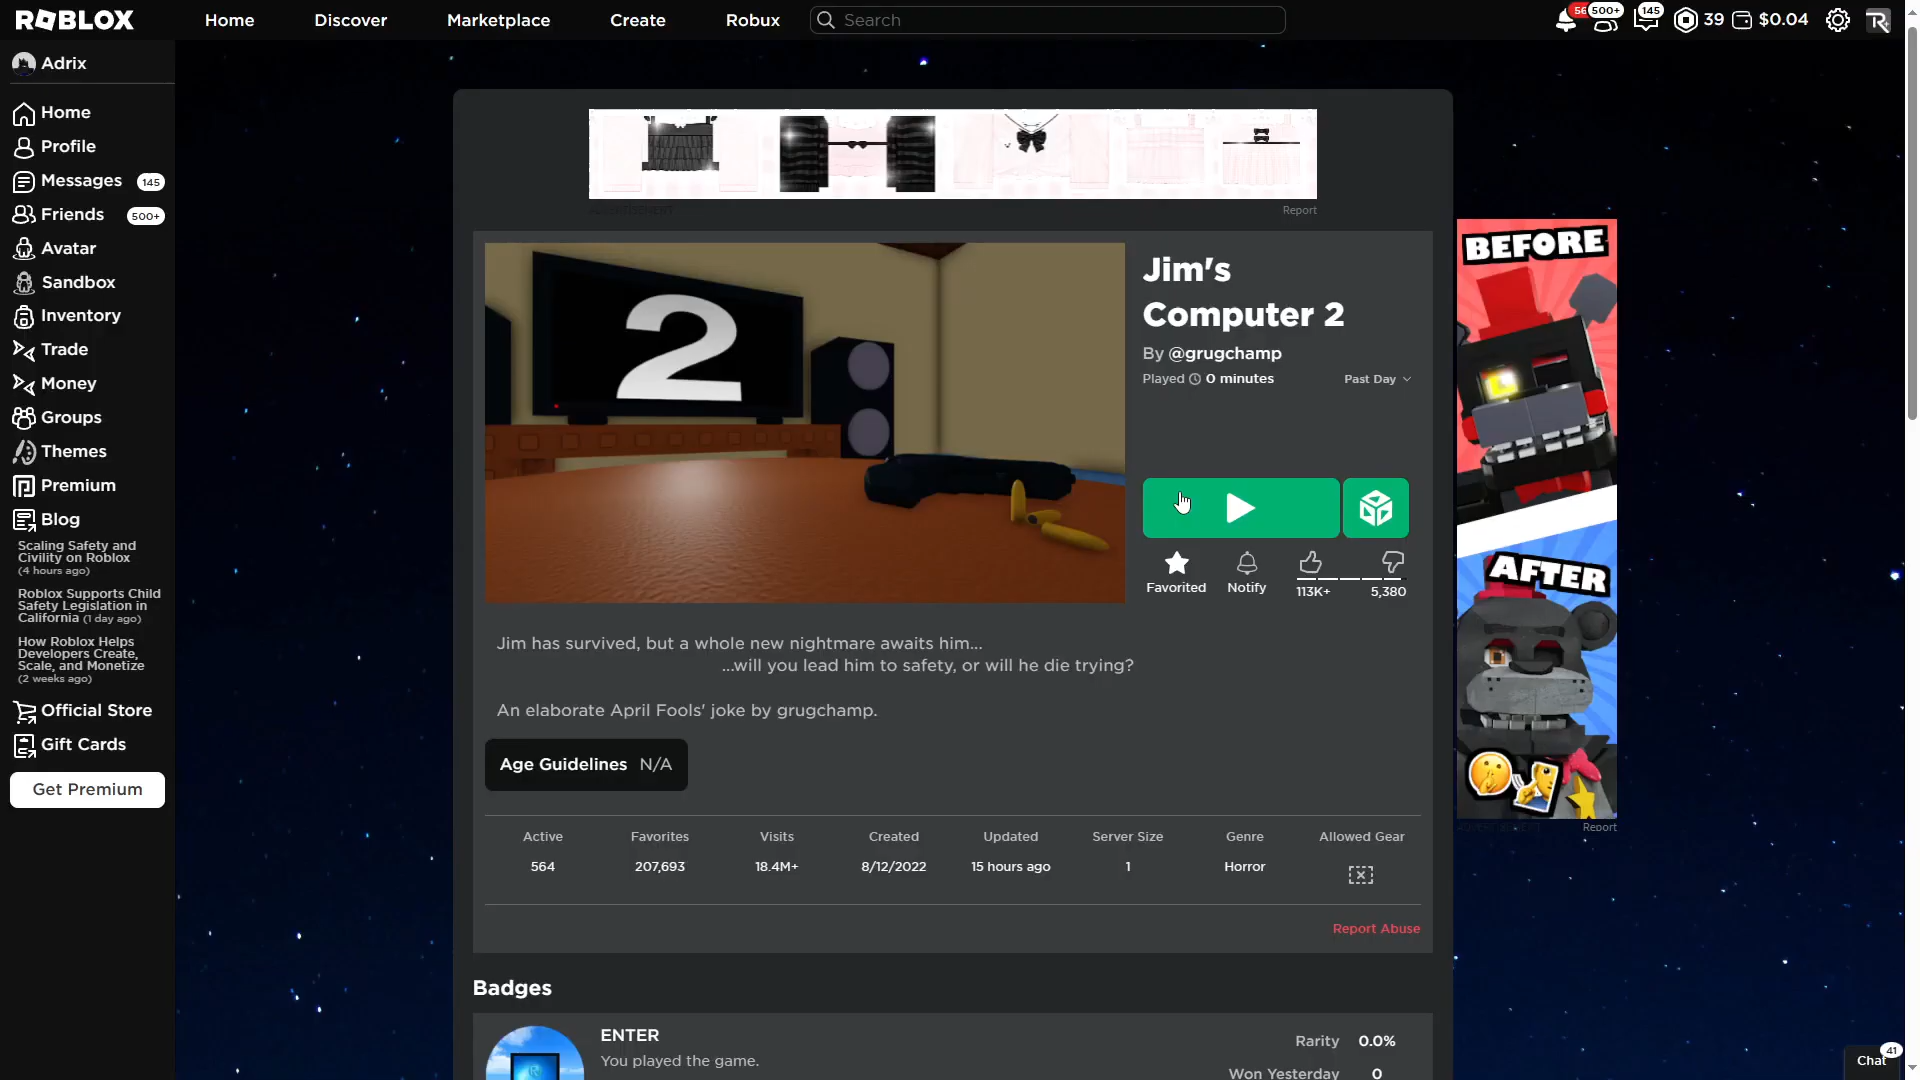 ROBLOX
Home
Discover
Marketplace
Create
Robux
Search
56
500+
145
39
$0.04
Adrix
Home
Profile
Messages 145
Friends 500+
Avatar
Sandbox
Inventory
Trade
Money
Groups
Themes
Premium
Blog
Scaling Safety and
Civility on Roblox
(4 hours ago)
Roblox Supports Child
Safety Legislation in
California (1 day ago)
How Roblox Helps
Developers Create,
Scale, and Monetize
(2 weeks ago)
Official Store
Gift Cards
Get Premium
ADVERTISEMENT
Report
2
Jim's
Computer 2
By @grugchamp
Played 0 minutes
Past Day
Favorited
Notify
113K+
5,380
Jim has survived, but a whole new nightmare awaits him...
...will you lead him to safety, or will he die trying?
An elaborate April Fools' joke by grugchamp.
Age Guidelines N/A
Active Favorites Visits Created Updated Server Size Genre Allowed Gear
564 207,693 18.4M+ 8/12/2022 15 hours ago 1 Horror
Report Abuse
Badges
ENTER
You played the game.
Rarity 0.0%
Won Yesterday 0
BEFORE
AFTER
ADVERTISEMENT
Report
Chat 41